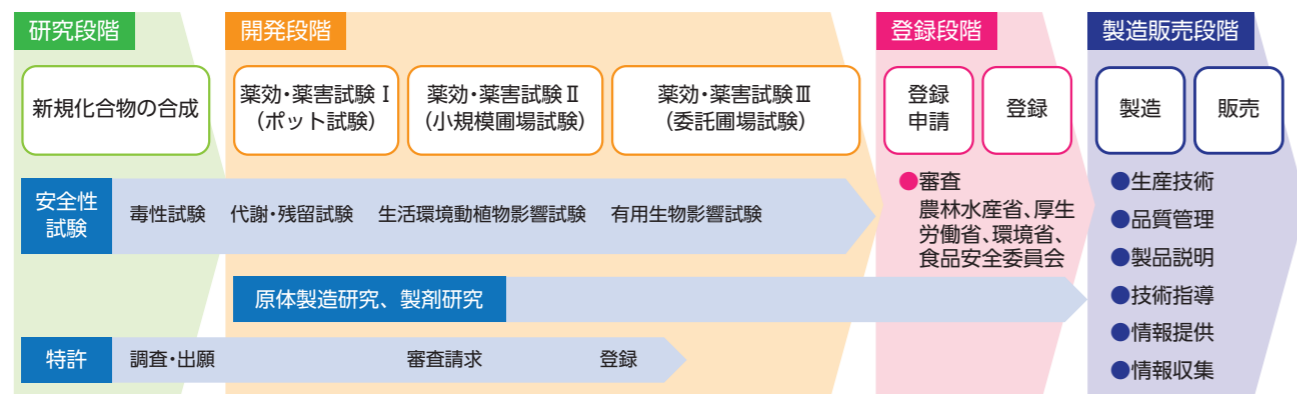 研究段階
開発段階
登録段階
製造販売段階
新規化合物の合成
薬効・薬害試験Ⅰ
(ポット試験)
薬効・薬害試験Ⅱ
(小規模圃場試験)
薬効・薬害試験Ⅲ
(委託圃場試験)
登録
申請
登録
製造
販売
安全性
試験
毒性試験
代謝・残留試験
生活環境動植物影響試験
有用生物影響試験
●審査
農林水産省、厚生
労働省、環境省、
食品安全委員会
原体製造研究、製剤研究
特許
調査・出願
審査請求
登録
●生産技術
●品質管理
●製品説明
●技術指導
●情報提供
●情報収集